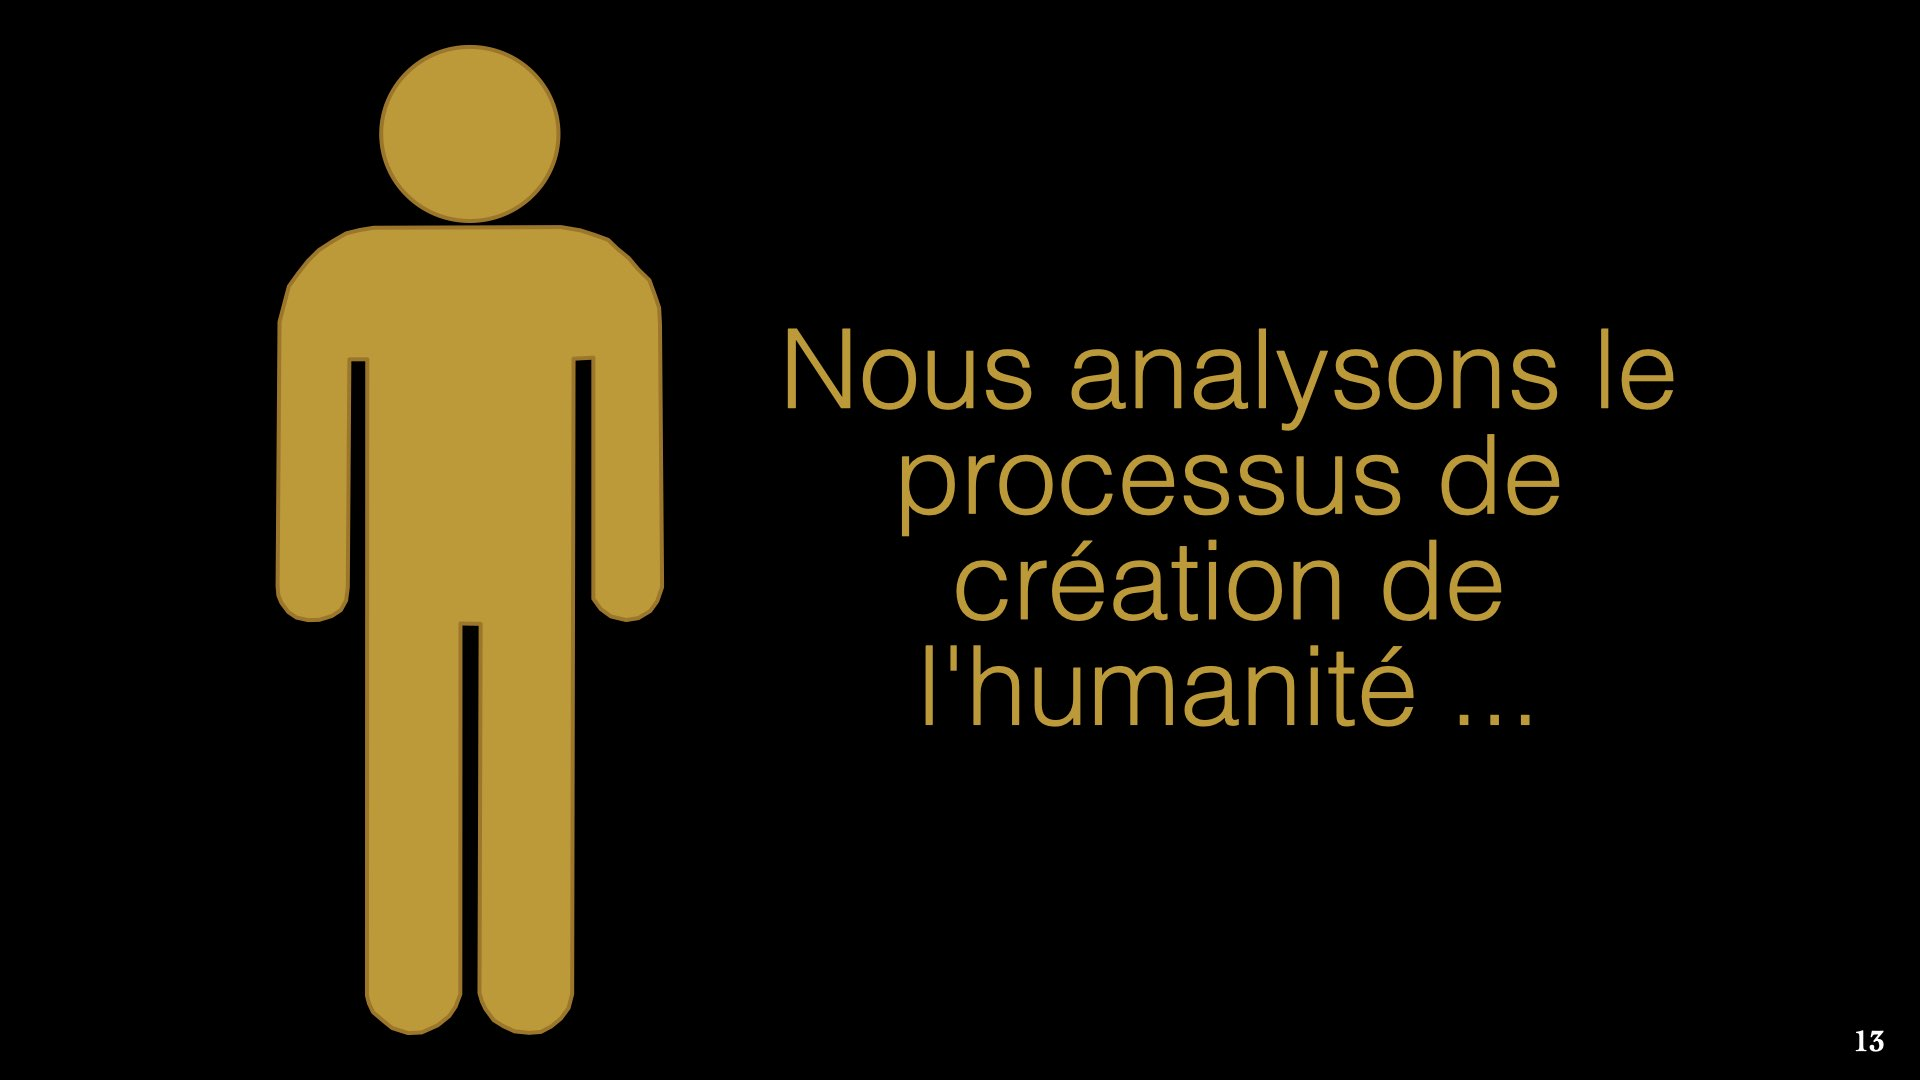 Nous analysons le
processus de
création de
l'humanité ...
13